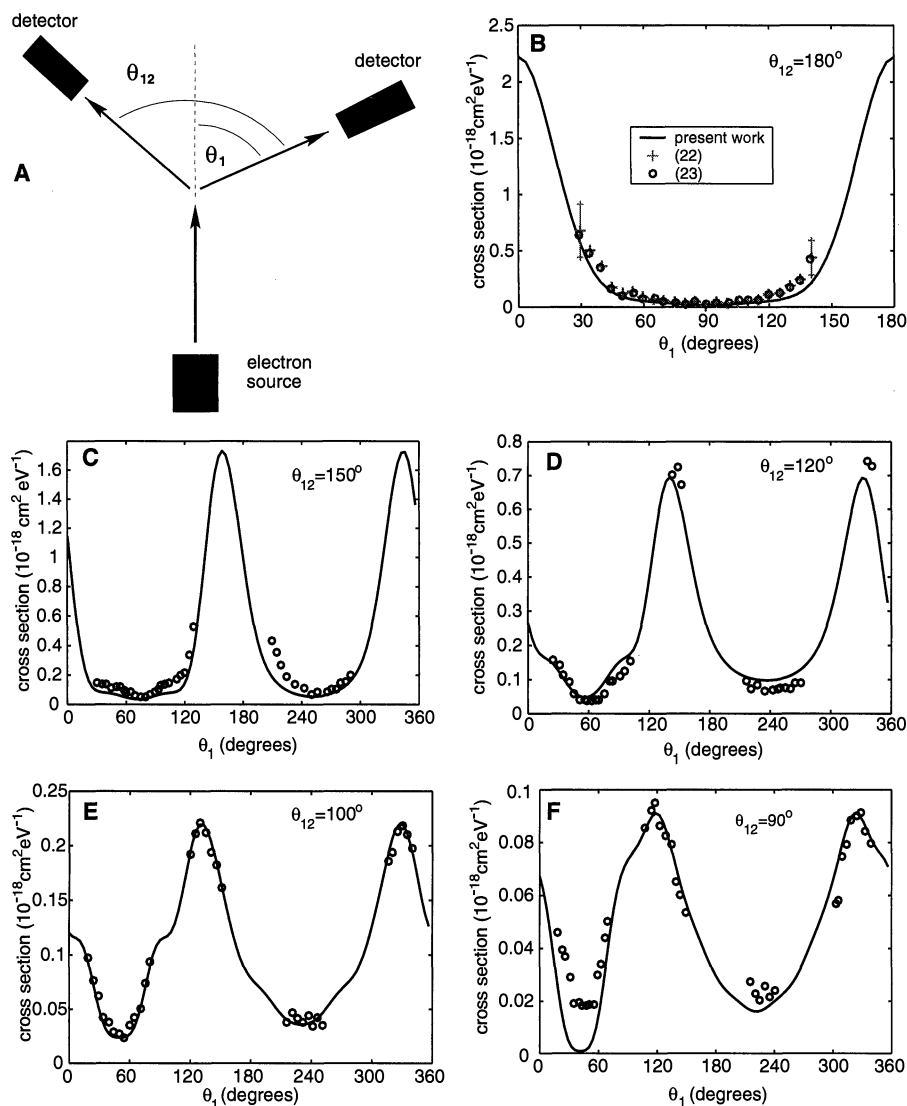 detector
θ12
detector
θ1
A
electron
source
B
θ12=180°
present work
(22)
(23)
cross section (10⁻¹⁸cm²eV⁻¹)
2.5
2
1.5
1
0.5
0
0 30 60 90 120 150 180
θ1 (degrees)
C
θ12=150°
cross section (10⁻¹⁸cm²eV⁻¹)
1.6
1.4
1.2
1
0.8
0.6
0.4
0.2
0
0 60 120 180 240 300 360
θ1 (degrees)
D
θ12=120°
cross section (10⁻¹⁸cm²eV⁻¹)
0.8
0.7
0.6
0.5
0.4
0.3
0.2
0.1
0
0 60 120 180 240 300 360
θ1 (degrees)
E
θ12=100°
cross section (10⁻¹⁸cm²eV⁻¹)
0.25
0.2
0.15
0.1
0.05
0
0 60 120 180 240 300 360
θ1 (degrees)
F
θ12=90°
cross section (10⁻¹⁸cm²eV⁻¹)
0.1
0.08
0.06
0.04
0.02
0
0 60 120 180 240 300 360
θ1 (degrees)